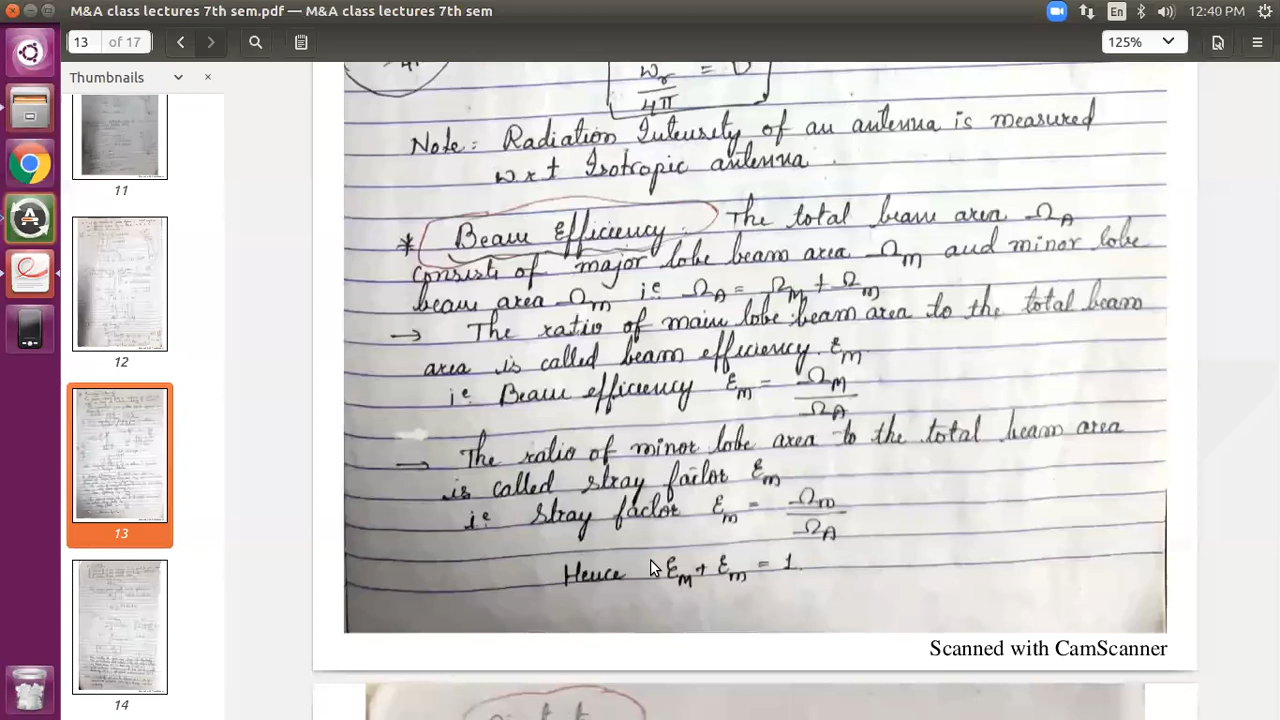 M&A class lectures 7th sem.pdf — M&A class lectures 7th sem
En
12:40 PM
13 of 17
125%
Thumbnails
11
12
13
14
Wr/4π = U
Note: Radiation Intensity of an antenna is measured
w r t Isotropic antenna.
* Beam Efficiency: The total beam area Ω_A
consists of major lobe beam area Ω_M and minor lobe
beam area Ω_m i.e Ω_A = Ω_M + Ω_m
→ The ratio of main lobe beam area to the total beam
area is called beam efficiency ε_M
i.e Beam efficiency ε_M = Ω_M/Ω_A
→ The ratio of minor lobe area to the total beam area
is called stray factor ε_m
i.e stray factor ε_m = Ω_m/Ω_A
Hence ε_M + ε_m = 1.
Scanned with CamScanner